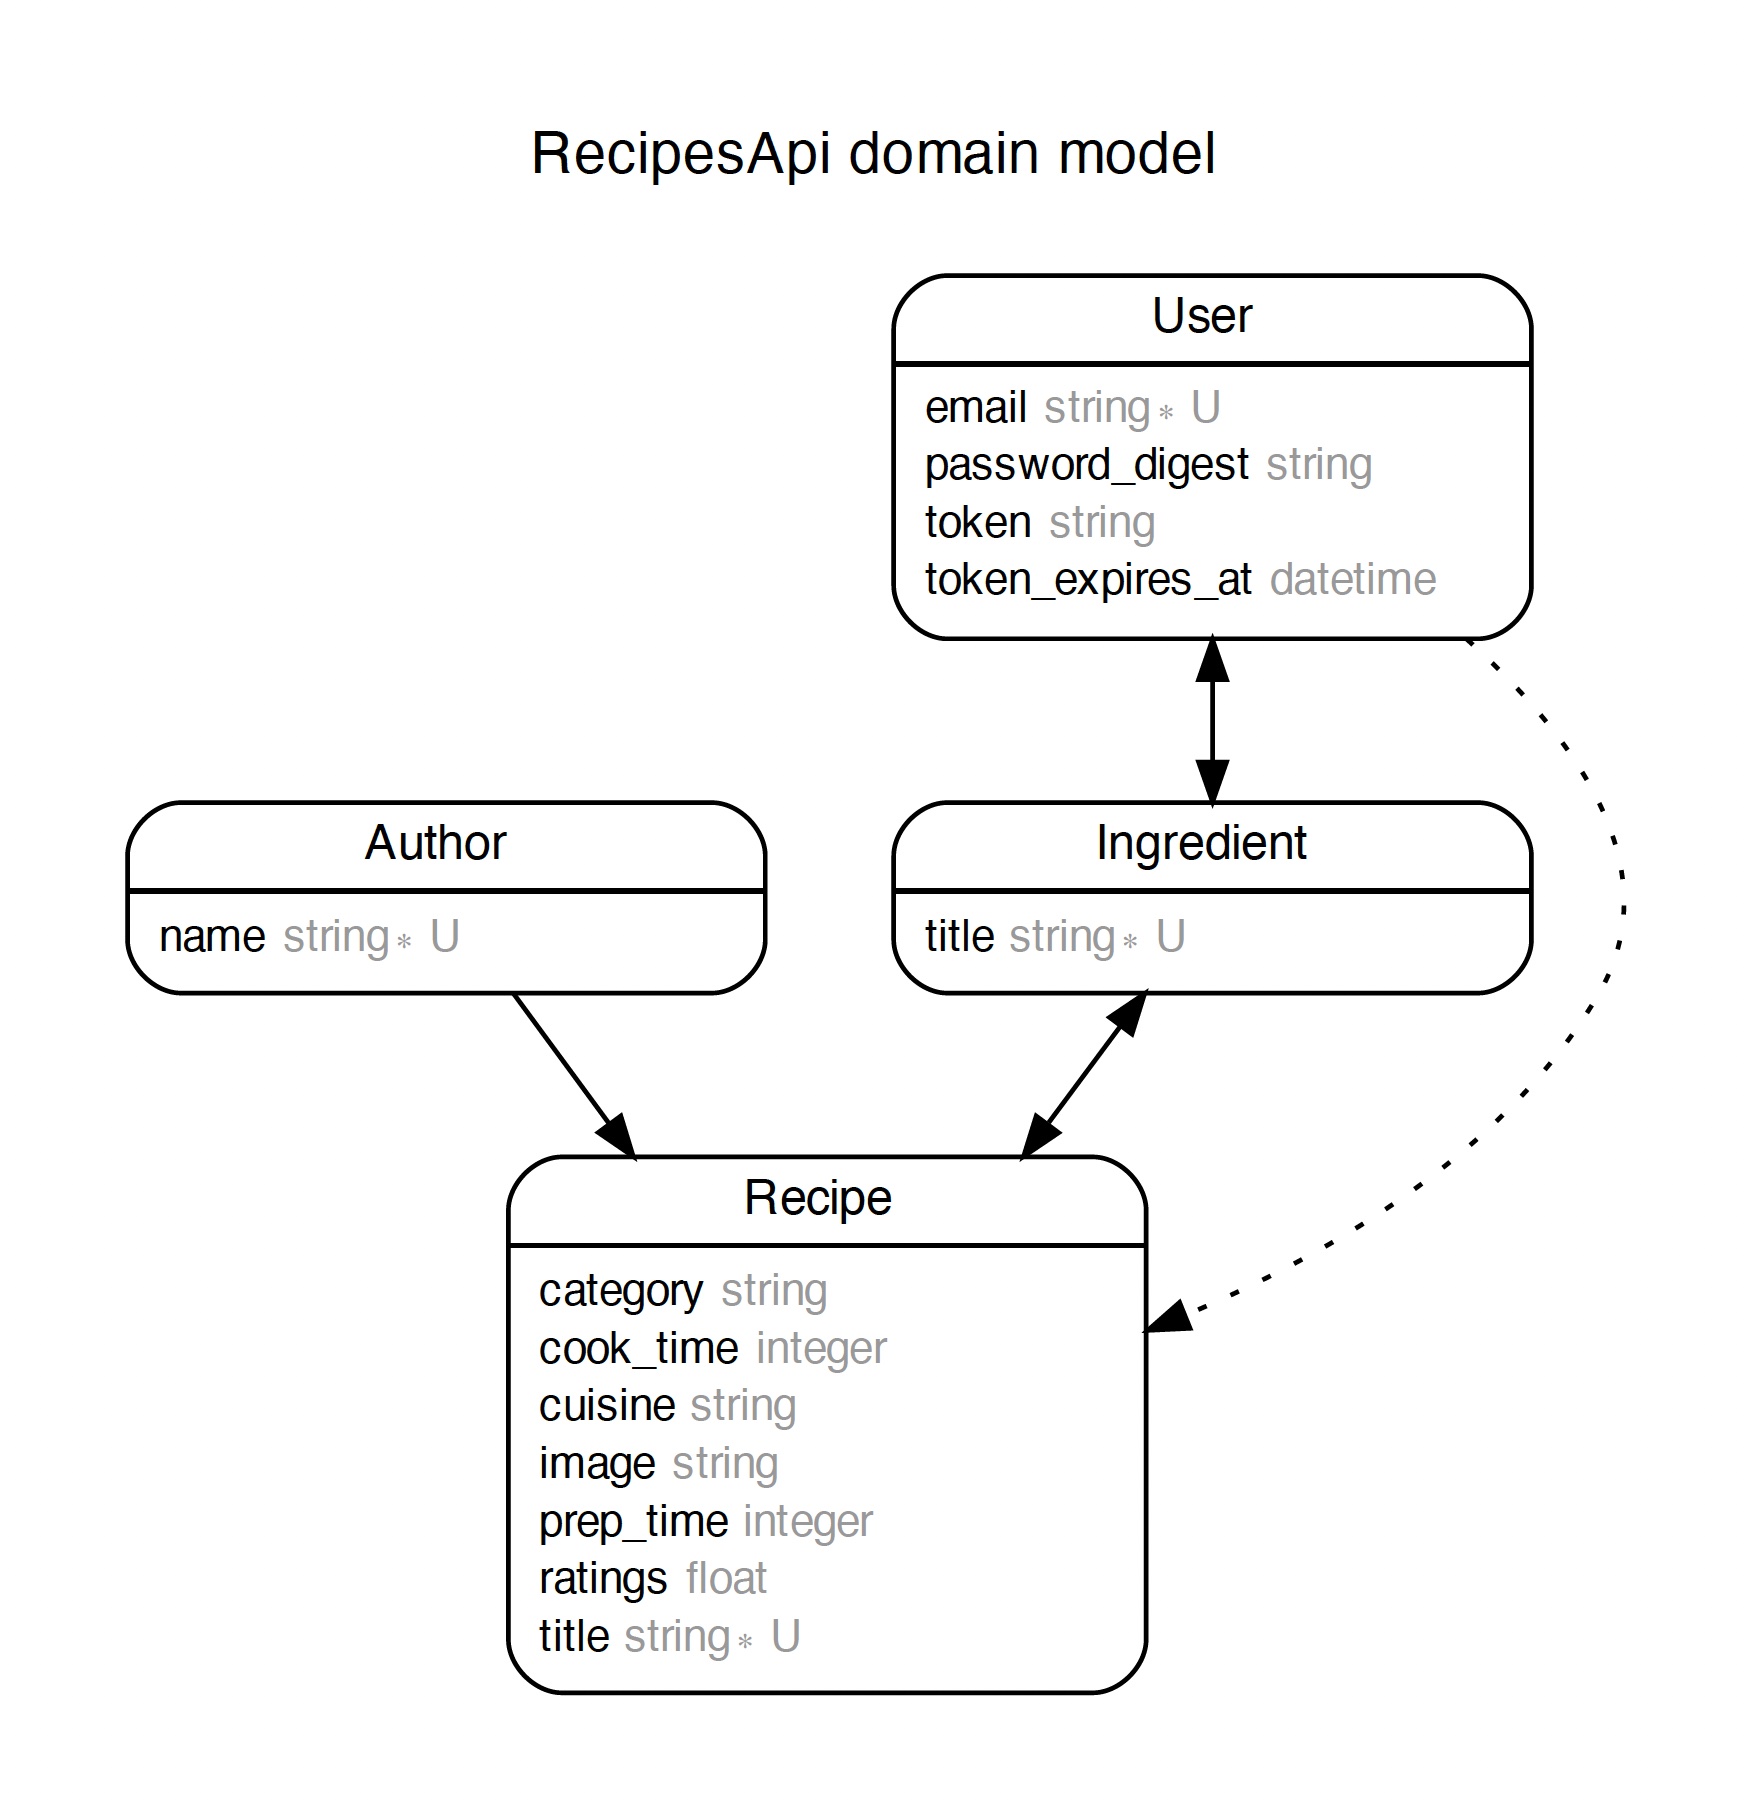 RecipesApi domain model
User
email string * U
password_digest string
token string
token_expires_at datetime
Author
name string * U
Ingredient
title string * U
Recipe
category string
cook_time integer
cuisine string
image string
prep_time integer
ratings float
title string * U